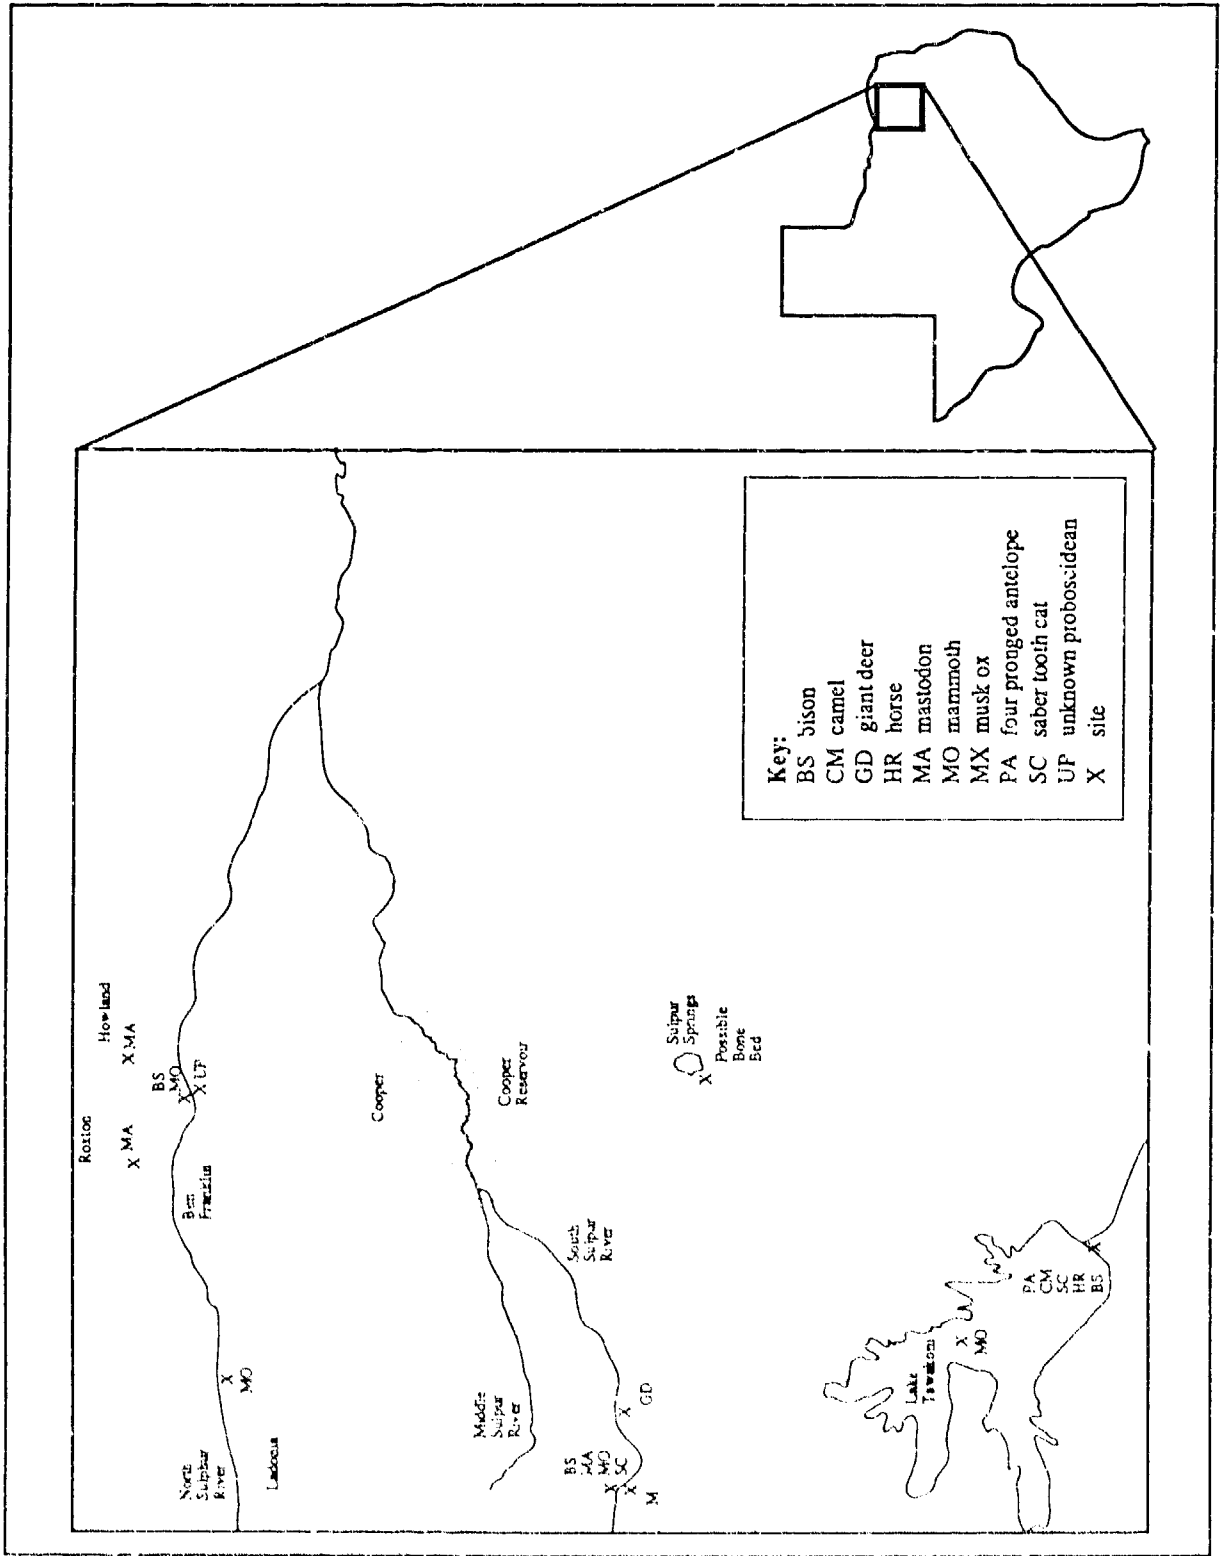 Roxton
X MA
Howland
X MA
BS
MO
X
X UP
Ben
Franklin
X
MO
North
Sulphur
River
Ladonia
Cooper
Cooper
Reservoir
Middle
Sulpur
River
South
Sulpur
River
X
GD
BS
MA
MO
SC
X
X
M
Sulpur
Springs
X
Possible
Bone
Bed
Lake
Tawakoni
X
MO
PA
CM
SC
HR
BS
X
Key:
BS bison
CM camel
GD giant deer
HR horse
MA mastodon
MO mammoth
MX musk ox
PA four pronged antelope
SC saber tooth cat
UP unknown proboscidean
X site